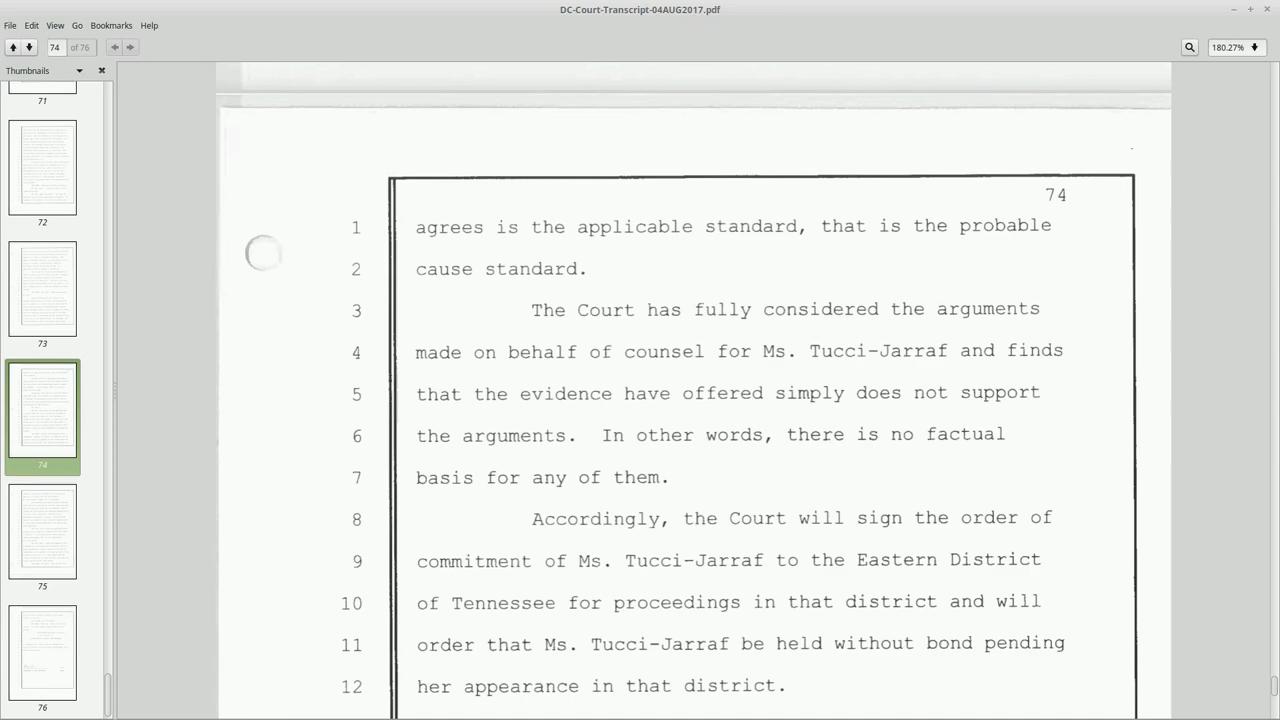 DC-Court-Transcript-04AUG2017.pdf
File Edit View Go Bookmarks Help
74 of 76
180.27%
Thumbnails
71
72
73
74
75
76
74
1 agrees is the applicable standard, that is the probable
2 cause standard.
3 The Court has fully considered the arguments
4 made on behalf of counsel for Ms. Tucci-Jarraf and finds
5 that the evidence have offered simply does not support
6 the arguments. In other words, there is no factual
7 basis for any of them.
8 Accordingly, the Court will sign the order of
9 commitment of Ms. Tucci-Jarraf to the Eastern District
10 of Tennessee for proceedings in that district and will
11 order that Ms. Tucci-Jarraf be held without bond pending
12 her appearance in that district.